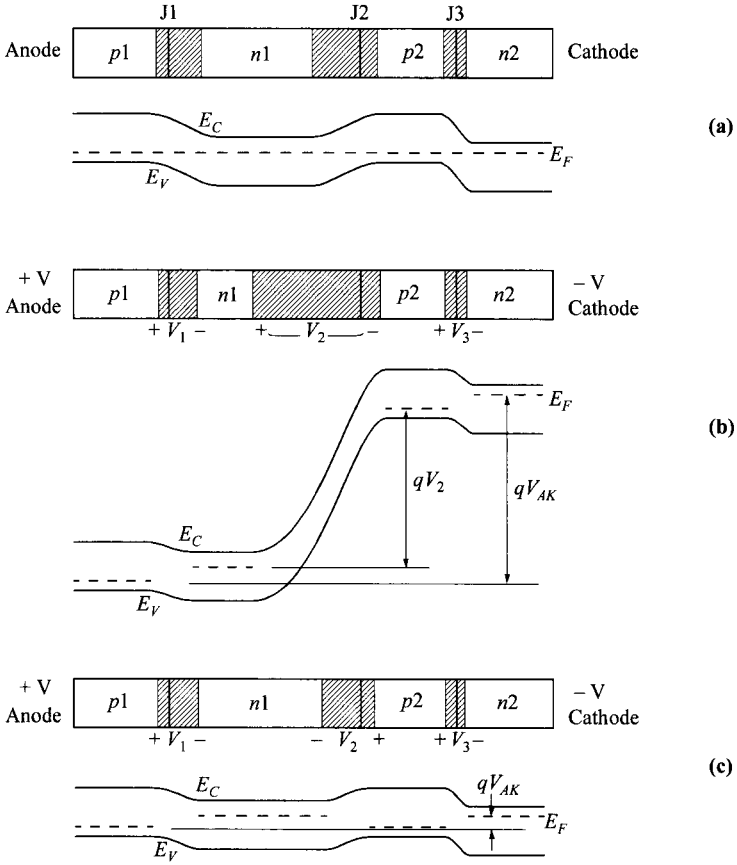 J1 J2 J3
Anode p1 n1 p2 n2 Cathode
(a)
E_C
E_F
E_V
+ V Anode p1 n1 p2 n2 – V Cathode
+ V_1 – + V_2 – + V_3 –
E_F
(b)
qV_2 qV_AK
E_C
E_V
+ V Anode p1 n1 p2 n2 – V Cathode
+ V_1 – – V_2 + + V_3 –
(c)
E_C qV_AK
E_F
E_V